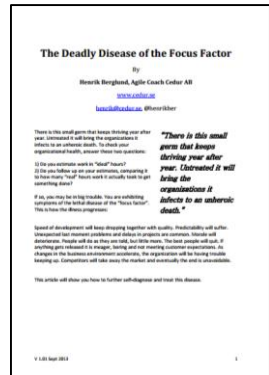 The Deadly Disease of the Focus Factor
By
Henrik Berglund, Agile Coach Cedur AB
www.cedur.se
henrik@cedur.se, @henrikber
There is this small germ that keeps thriving year after
year. Untreated it will bring the organizations it
infects to an unheroic death. To check your
organizational health, answer these two questions:
1) Do you estimate work in "ideal" hours?
2) Do you follow up on your estimates, comparing it
to how many "real" hours work it actually took to get
something done?
If so, you may be in big trouble. You are exhibiting
symptoms of the lethal disease of the "focus factor".
This is how the illness progresses:
"There is this small
germ that keeps
thriving year after
year. Untreated it will
bring the
organizations it
infects to an unheroic
death."
Speed of development will keep dropping together with quality. Predictability will suffer.
Unexpected last moment problems and delays in projects are common. Morale will
deteriorate. People will do as they are told, but little more. The best people will quit. If
anything gets released it is meager, boring and not meeting customer expectations. As
changes in the business environment accelerate, the organization will be having trouble
keeping up. Competitors will take away the market and eventually the end is unavoidable.
This article will show you how to further self-diagnose and treat this disease.
V 1.01 Sept 2013
1